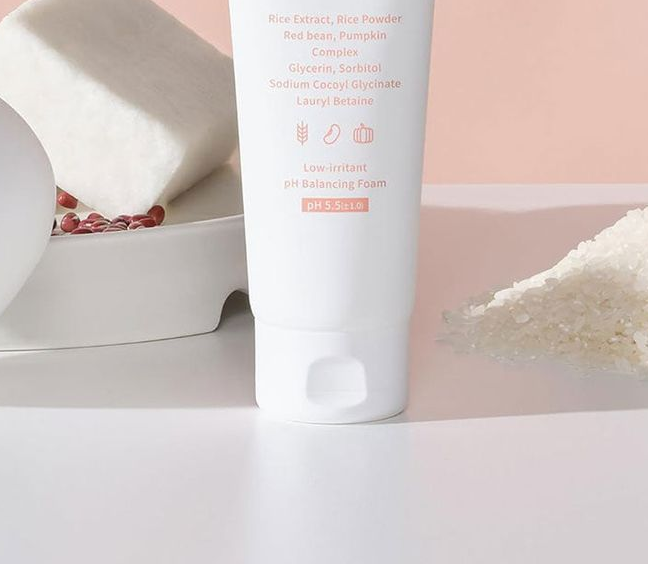 Rice Extract, Rice Powder
Red bean, Pumpkin
Complex
Glycerin, Sorbitol
Sodium Cocoyl Glycinate
Lauryl Betaine
Low-irritant
pH Balancing Foam
pH 5.5(±1.0)